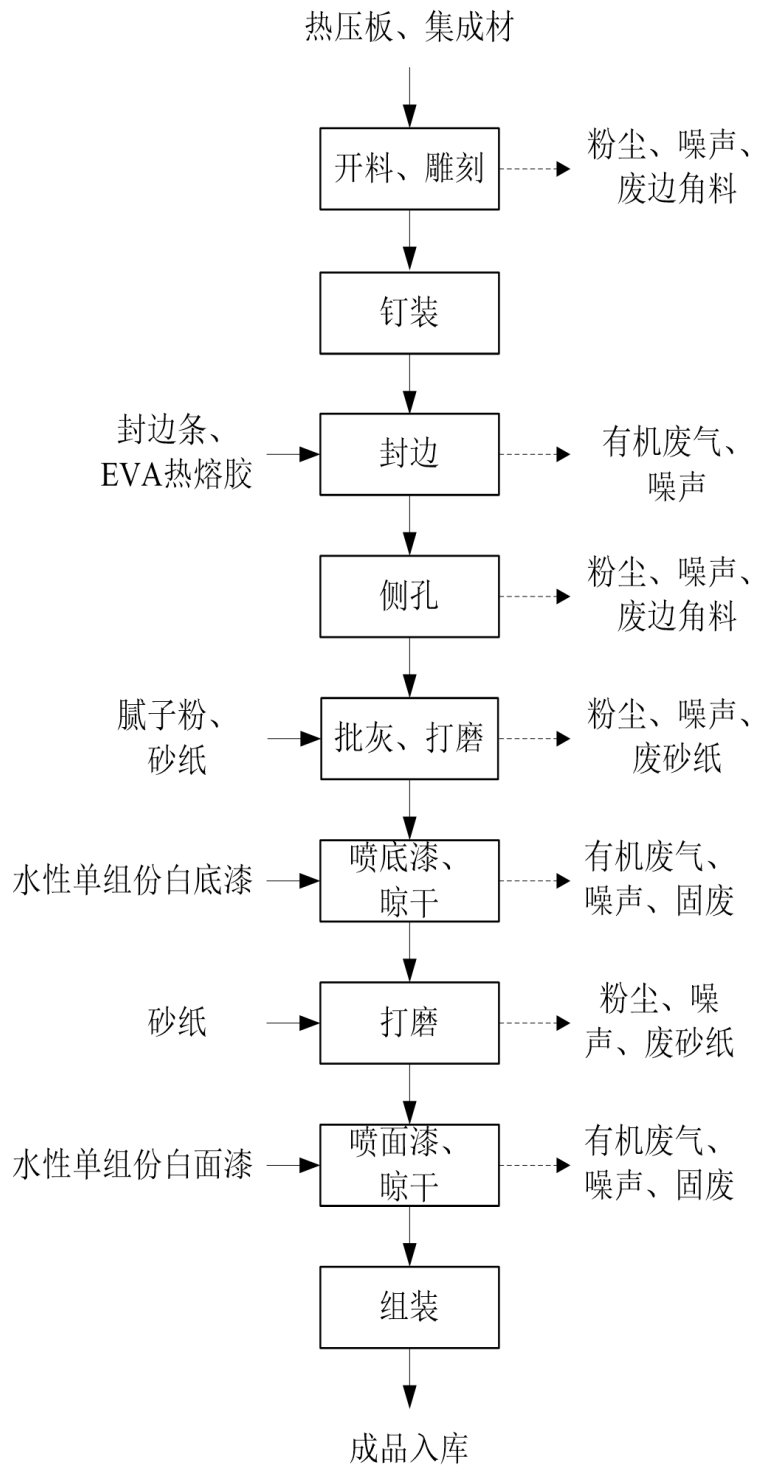 热压板、集成材
开料、雕刻
粉尘、噪声、
废边角料
钉装
封边条、
EVA热熔胶
封边
有机废气、
噪声
侧孔
粉尘、噪声、
废边角料
腻子粉、
砂纸
批灰、打磨
粉尘、噪声、
废砂纸
水性单组份白底漆
喷底漆、
晾干
有机废气、
噪声、固废
砂纸
打磨
粉尘、噪
声、废砂纸
水性单组份白面漆
喷面漆、
晾干
有机废气、
噪声、固废
组装
成品入库